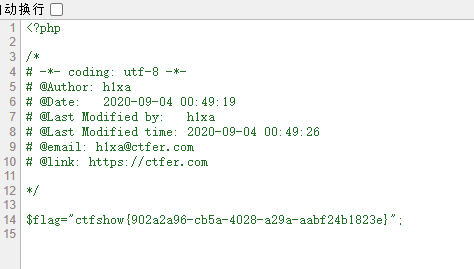 自动换行
1 <?php
2
3 /*
4 # -*- coding: utf-8 -*-
5 # @Author: h1xa
6 # @Date:   2020-09-04 00:49:19
7 # @Last Modified by:   h1xa
8 # @Last Modified time: 2020-09-04 00:49:26
9 # @email: h1xa@ctfer.com
10 # @link: https://ctfer.com
11
12 */
13
14 $flag="ctfshow{902a2a96-cb5a-4028-a29a-aabf24b1823e}";
15